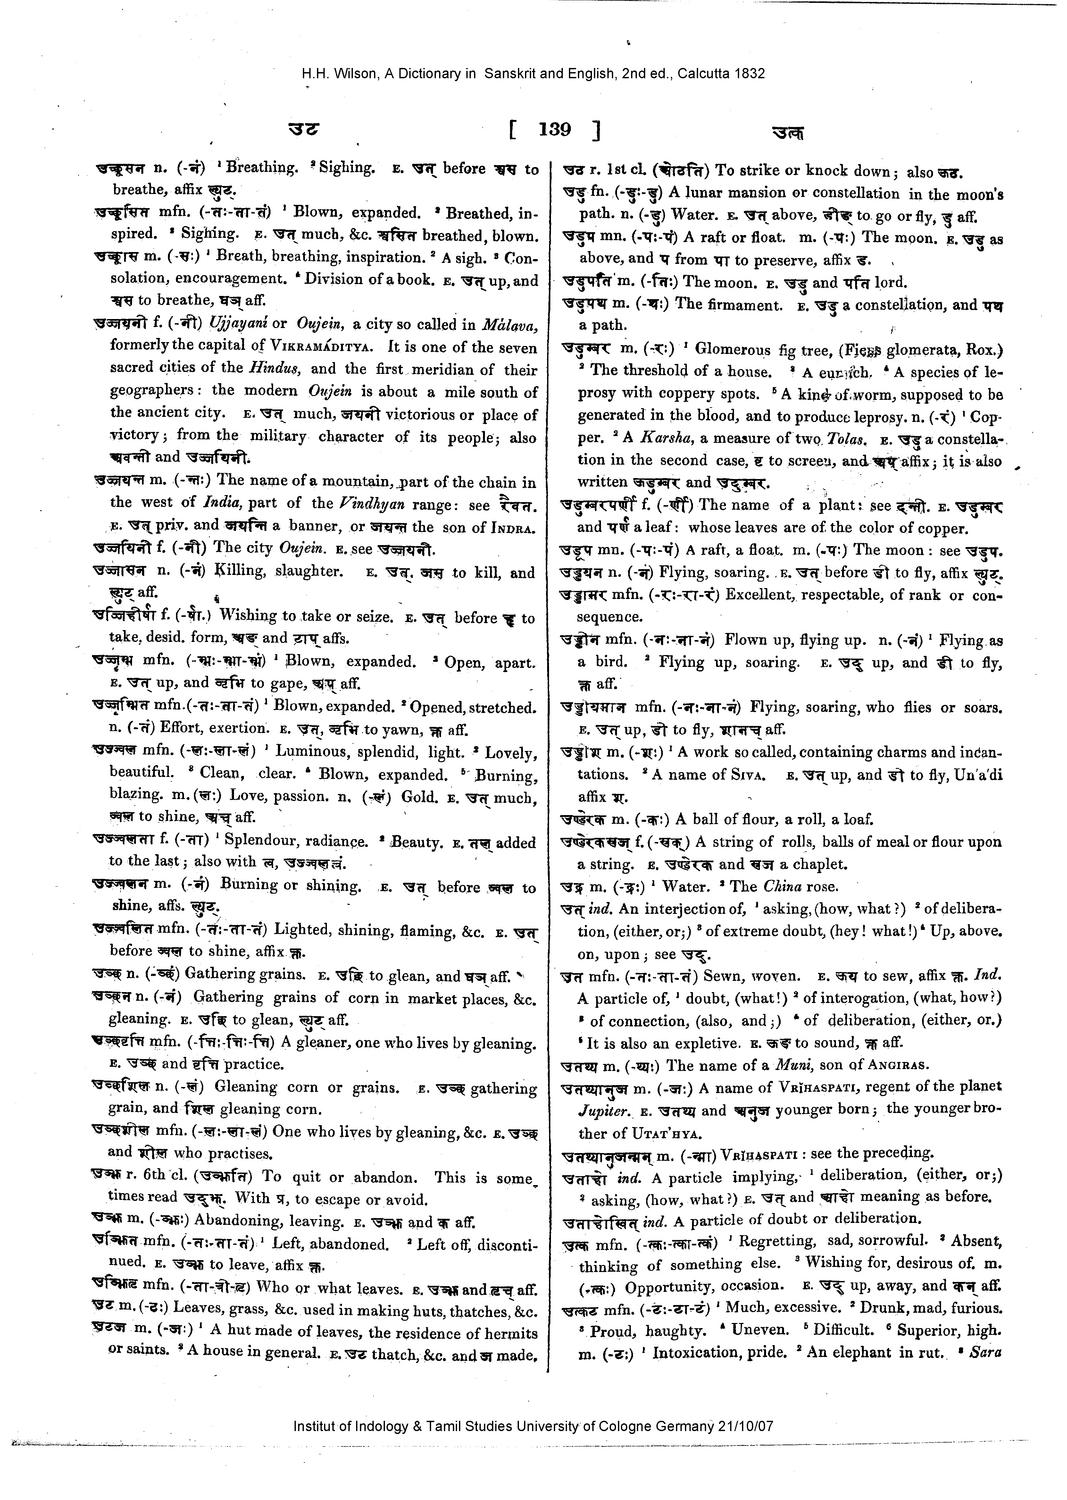 H.H. Wilson, A Dictionary in Sanskrit and English, 2nd ed., Calcutta 1832
उट [ 139 ] उत्क
उच्छ्वसन n. (-नं) ¹ Breathing. ² Sighing. E. उत् before श्वस to
breathe, affix ल्युट्.
उच्छ्वसित mfn. (-तः-ता-तं) ¹ Blown, expanded. ² Breathed, in-
spired. ³ Sighing. E. उत् much, &c. श्वसित breathed, blown.
उच्छ्वास m. (-सः) ¹ Breath, breathing, inspiration. ² A sigh. ³ Con-
solation, encouragement. ⁴ Division of a book. E. उत् up, and
श्वस to breathe, घञ् aff.
उज्जयनी f. (-नी) Ujjayaní or Oujein, a city so called in Málava,
formerly the capital of VIKRAMÁDITYA. It is one of the seven
sacred cities of the Hindus, and the first meridian of their
geographers: the modern Oujein is about a mile south of
the ancient city. E. उत् much, जयनी victorious or place of
victory; from the military character of its people; also
अवन्ती and उज्जयिनी.
उज्जयन्त m. (-न्तः) The name of a mountain, part of the chain in
the west of India, part of the Vindhyan range: see रैवत.
E. उत् priv. and जयन्ति a banner, or जयन्त the son of INDRA.
उज्जयिनी f. (-नी) The city Oujein. E. see उज्जयनी.
उज्जासन n. (-नं) Killing, slaughter. E. उत्, जस to kill, and
ल्युट् aff.
उज्जिहीर्षा f. (-र्षा.) Wishing to take or seize. E. उत् before हृ to
take, desid. form, अङ् and टाप् affs.
उज्जृम्भ mfn. (-म्भः-म्भा-म्भं) ¹ Blown, expanded. ² Open, apart.
E. उत् up, and जृभि to gape, अप् aff.
उज्जृम्भित mfn. (-तः-ता-तं) ¹ Blown, expanded. ² Opened, stretched.
n. (-तं) Effort, exertion. E. उत्, जृभि to yawn, क्त aff.
उज्ज्वल mfn. (-लः-ला-लं) ¹ Luminous, splendid, light. ² Lovely,
beautiful. ³ Clean, clear. ⁴ Blown, expanded. ⁵ Burning,
blazing. m. (लः) Love, passion. n. (-लं) Gold. E. उत् much,
ज्वल to shine, अच् aff.
उज्ज्वलता f. (-ता) ¹ Splendour, radiance. ² Beauty. E. तल् added
to the last; also with त्व, उज्ज्वलत्वं.
उज्ज्वलन m. (-नं) Burning or shining. E. उत् before ज्वल to
shine, affs. ल्युट्.
उज्ज्वलित mfn. (-तः-ता-तं) Lighted, shining, flaming, &c. E. उत्
before ज्वल to shine, affix क्त.
उञ्छ n. (-ञ्छं) Gathering grains. E. उछि to glean, and घञ् aff.
उञ्छन n. (-नं) Gathering grains of corn in market places, &c.
gleaning. E. उछि to glean, ल्युट् aff.
उञ्छवृत्ति mfn. (-त्तिः-त्तिः-त्ति) A gleaner, one who lives by gleaning.
E. उञ्छ and वृत्ति practice.
उञ्छशिल n. (-लं) Gleaning corn or grains. E. उञ्छ gathering
grain, and शिल gleaning corn.
उञ्छशील mfn. (-लः-ला-लं) One who lives by gleaning, &c. E. उञ्छ
and शील who practises.
उज्झ r. 6th cl. (उज्झति) To quit or abandon. This is some
times read उद्झ. With प्र, to escape or avoid.
उज्झ m. (-ज्झः) Abandoning, leaving. E. उज्झ and क aff.
उज्झित mfn. (-तः-ता-तं) ¹ Left, abandoned. ² Left off, disconti-
nued. E. उज्झ to leave, affix क्त.
उज्झितृ mfn. (-ता-त्री-तृ) Who or what leaves. E. उज्झ and तृच् aff.
उट m. (-टः) Leaves, grass, &c. used in making huts, thatches, &c.
उटज m. (-जः) ¹ A hut made of leaves, the residence of hermits
or saints. ² A house in general. E. उट thatch, &c. and ज made.
उठ r. 1st cl. (ओठति) To strike or knock down; also ऊठ.
उडु fn. (-डुः-डु) A lunar mansion or constellation in the moon's
path. n. (-डु) Water. E. उत् above, डीङ् to go or fly, डु aff.
उडुप mn. (-पः-पं) A raft or float. m. (-पः) The moon. E. उडु as
above, and प from पा to preserve, affix ड.
उडुपति m. (-तिः) The moon. E. उडु and पति lord.
उडुपथ m. (-थः) The firmament. E. उडु a constellation, and पथ
a path.
उडुम्बर m. (-रः) ¹ Glomerous fig tree, (Ficus glomerata, Rox.)
² The threshold of a house. ³ A eunuch. ⁴ A species of le-
prosy with coppery spots. ⁵ A kind of worm, supposed to be
generated in the blood, and to produce leprosy. n. (-रं) ¹ Cop-
per. ² A Karsha, a measure of two Tolas. E. उडु a constella-
tion in the second case, वृ to screen, and अप् affix; it is also
written ऊडुम्बर and उदुम्बर.
उडुम्बरपर्णी f. (-र्णी) The name of a plant: see दन्ती. E. उडुम्बर
and पर्ण a leaf: whose leaves are of the color of copper.
उडूप mn. (-पः-पं) A raft, a float. m. (-पः) The moon: see उडुप.
उड्डयन n. (-नं) Flying, soaring. E. उत् before डी to fly, affix ल्युट्.
उड्डामर mfn. (-रः-रा-रं) Excellent, respectable, of rank or con-
sequence.
उड्डीन mfn. (-नः-ना-नं) Flown up, flying up. n. (-नं) ¹ Flying as
a bird. ² Flying up, soaring. E. उद् up, and डी to fly,
क्त aff.
उड्डीयमान mfn. (-नः-ना-नं) Flying, soaring, who flies or soars.
E. उत् up, डी to fly, शानच् aff.
उड्डीश m. (-शः) ¹ A work so called, containing charms and incan-
tations. ² A name of SIVA. E. उत् up, and डी to fly, Un'a'di
affix श.
उण्डेरक m. (-कः) A ball of flour, a roll, a loaf.
उण्डेरकस्रज् f. (-स्रक्) A string of rolls, balls of meal or flour upon
a string. E. उण्डेरक and स्रज a chaplet.
उड्र m. (-ड्रः) ¹ Water. ² The China rose.
उत् ind. An interjection of, ¹ asking, (how, what?) ² of delibera-
tion, (either, or;) ³ of extreme doubt, (hey! what!) ⁴ Up, above.
on, upon; see उद्.
उत mfn. (-तः-ता-तं) Sewn, woven. E. ऊय to sew, affix क्त. Ind.
A particle of, ¹ doubt, (what!) ² of interogation, (what, how?)
³ of connection, (also, and;) ⁴ of deliberation, (either, or.)
⁵ It is also an expletive. E. ऊङ् to sound, क्त aff.
उतथ्य m. (-थ्यः) The name of a Muni, son of ANGIRAS.
उतथ्यानुज m. (-जः) A name of VRĬHASPATI, regent of the planet
Jupiter. E. उतथ्य and अनुज younger born; the younger bro-
ther of UTAT'HYA.
उतथ्यानुजन्मन् m. (-न्मा) VRĬHASPATI: see the preceding.
उताहो ind. A particle implying, ¹ deliberation, (either, or;)
² asking, (how, what?) E. उत् and आहो meaning as before.
उताहोस्वित् ind. A particle of doubt or deliberation.
उत्क mfn. (-त्कः-त्का-त्कं) ¹ Regretting, sad, sorrowful. ² Absent,
thinking of something else. ³ Wishing for, desirous of. m.
(-त्कः) Opportunity, occasion. E. उद् up, away, and कन् aff.
उत्कट mfn. (-टः-टा-टं) ¹ Much, excessive. ² Drunk, mad, furious.
³ Proud, haughty. ⁴ Uneven. ⁵ Difficult. ⁶ Superior, high.
m. (-टः) ¹ Intoxication, pride. ² An elephant in rut. ³ Sara
Institut of Indology & Tamil Studies University of Cologne Germany 21/10/07